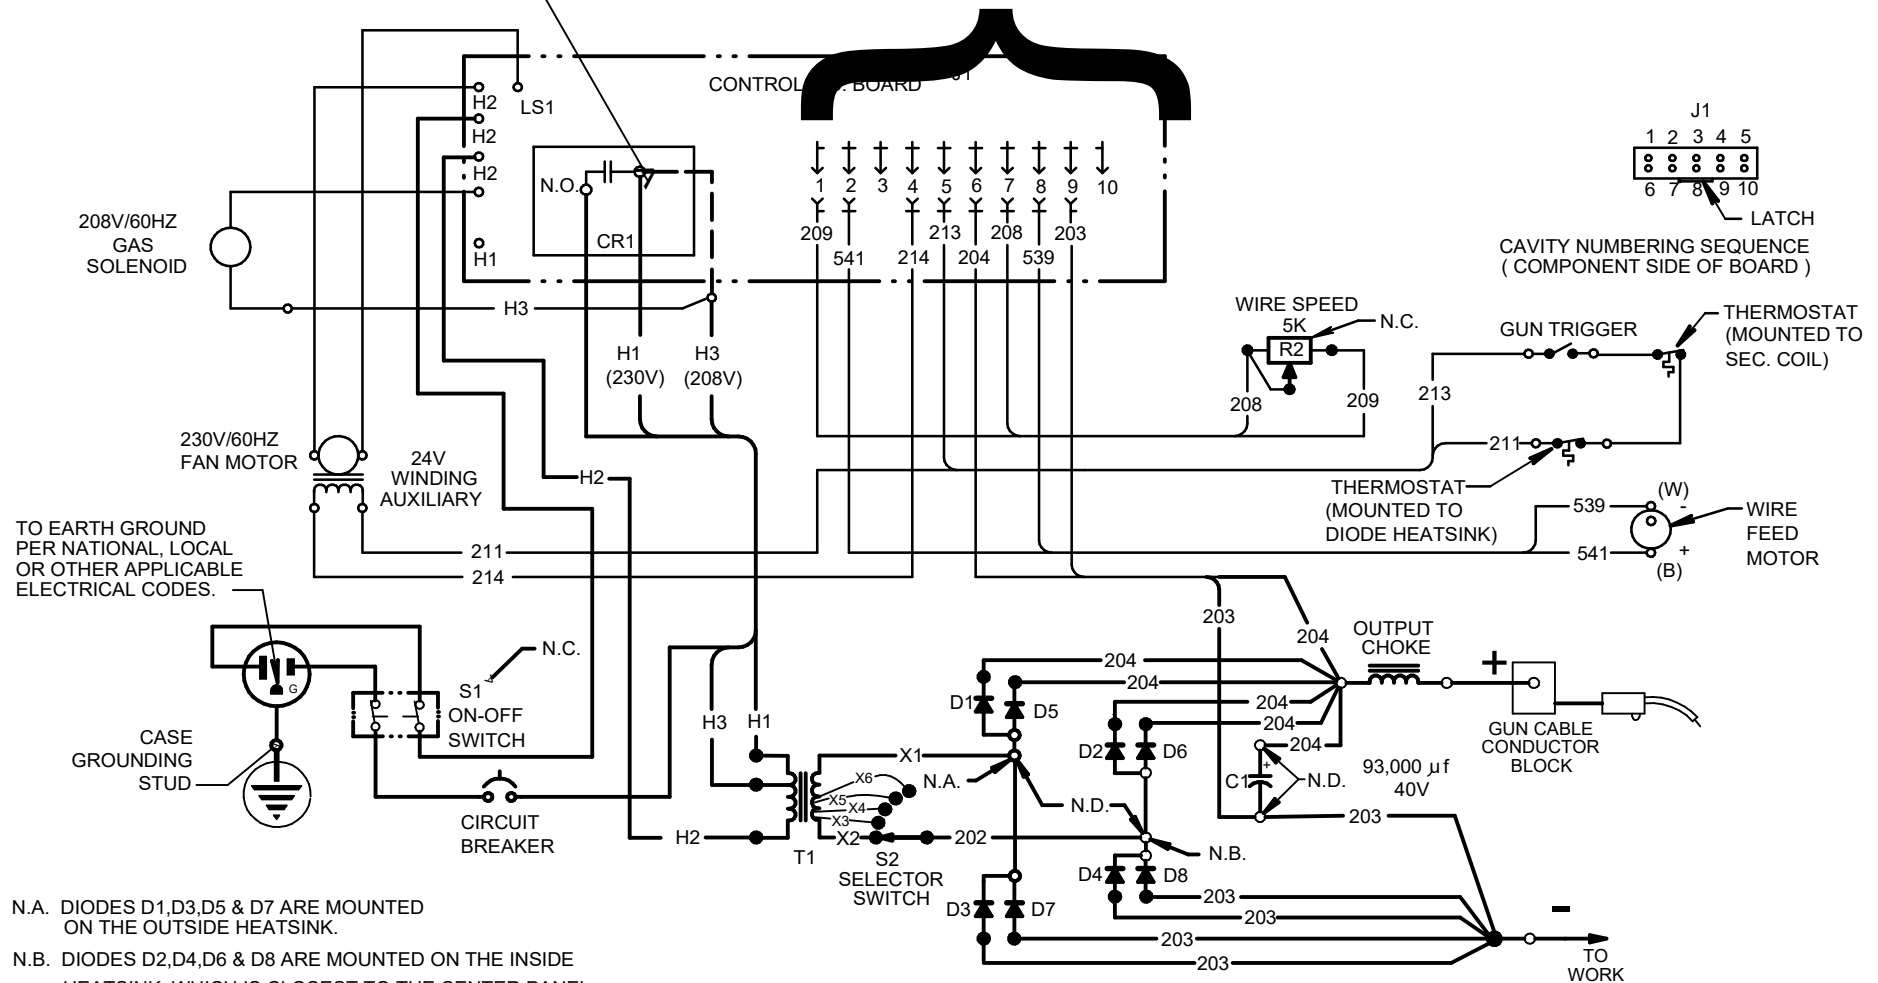 CONTROL P.C. BOARD
J1
H2
LS1
H2
H2
H1
N.O.
CR1
1 2 3 4 5 6 7 8 9 10
209
541
214
213
204
208
539
203
J1
1 2 3 4 5
6 7 8 9 10
LATCH
CAVITY NUMBERING SEQUENCE
( COMPONENT SIDE OF BOARD )
208V/60HZ
GAS
SOLENOID
H3
H1
(230V)
H3
(208V)
WIRE SPEED
5K
R2
N.C.
208
209
GUN TRIGGER
THERMOSTAT
(MOUNTED TO
SEC. COIL)
213
211
THERMOSTAT
(MOUNTED TO
DIODE HEATSINK)
230V/60HZ
FAN MOTOR
24V
WINDING
AUXILIARY
H2
539
541
(W)
-
+
(B)
WIRE
FEED
MOTOR
211
214
TO EARTH GROUND
PER NATIONAL, LOCAL
OR OTHER APPLICABLE
ELECTRICAL CODES.
G
N.C.
S1
ON-OFF
SWITCH
CASE
GROUNDING
STUD
CIRCUIT
BREAKER
H3
H1
H2
T1
X1
X6
X5
X4
X3
X2
S2
SELECTOR
SWITCH
202
N.A.
N.D.
N.B.
D1
D5
D2
D6
D4
D8
D3
D7
204
204
204
204
204
204
203
OUTPUT
CHOKE
+
GUN CABLE
CONDUCTOR
BLOCK
C1
+
N.D.
93,000 µf
40V
203
203
203
203
203
-
TO
WORK
N.A. DIODES D1,D3,D5 & D7 ARE MOUNTED
ON THE OUTSIDE HEATSINK.
N.B. DIODES D2,D4,D6 & D8 ARE MOUNTED ON THE INSIDE
HEATSINK, WHICH IS CLOSEST TO THE CENTER PANEL